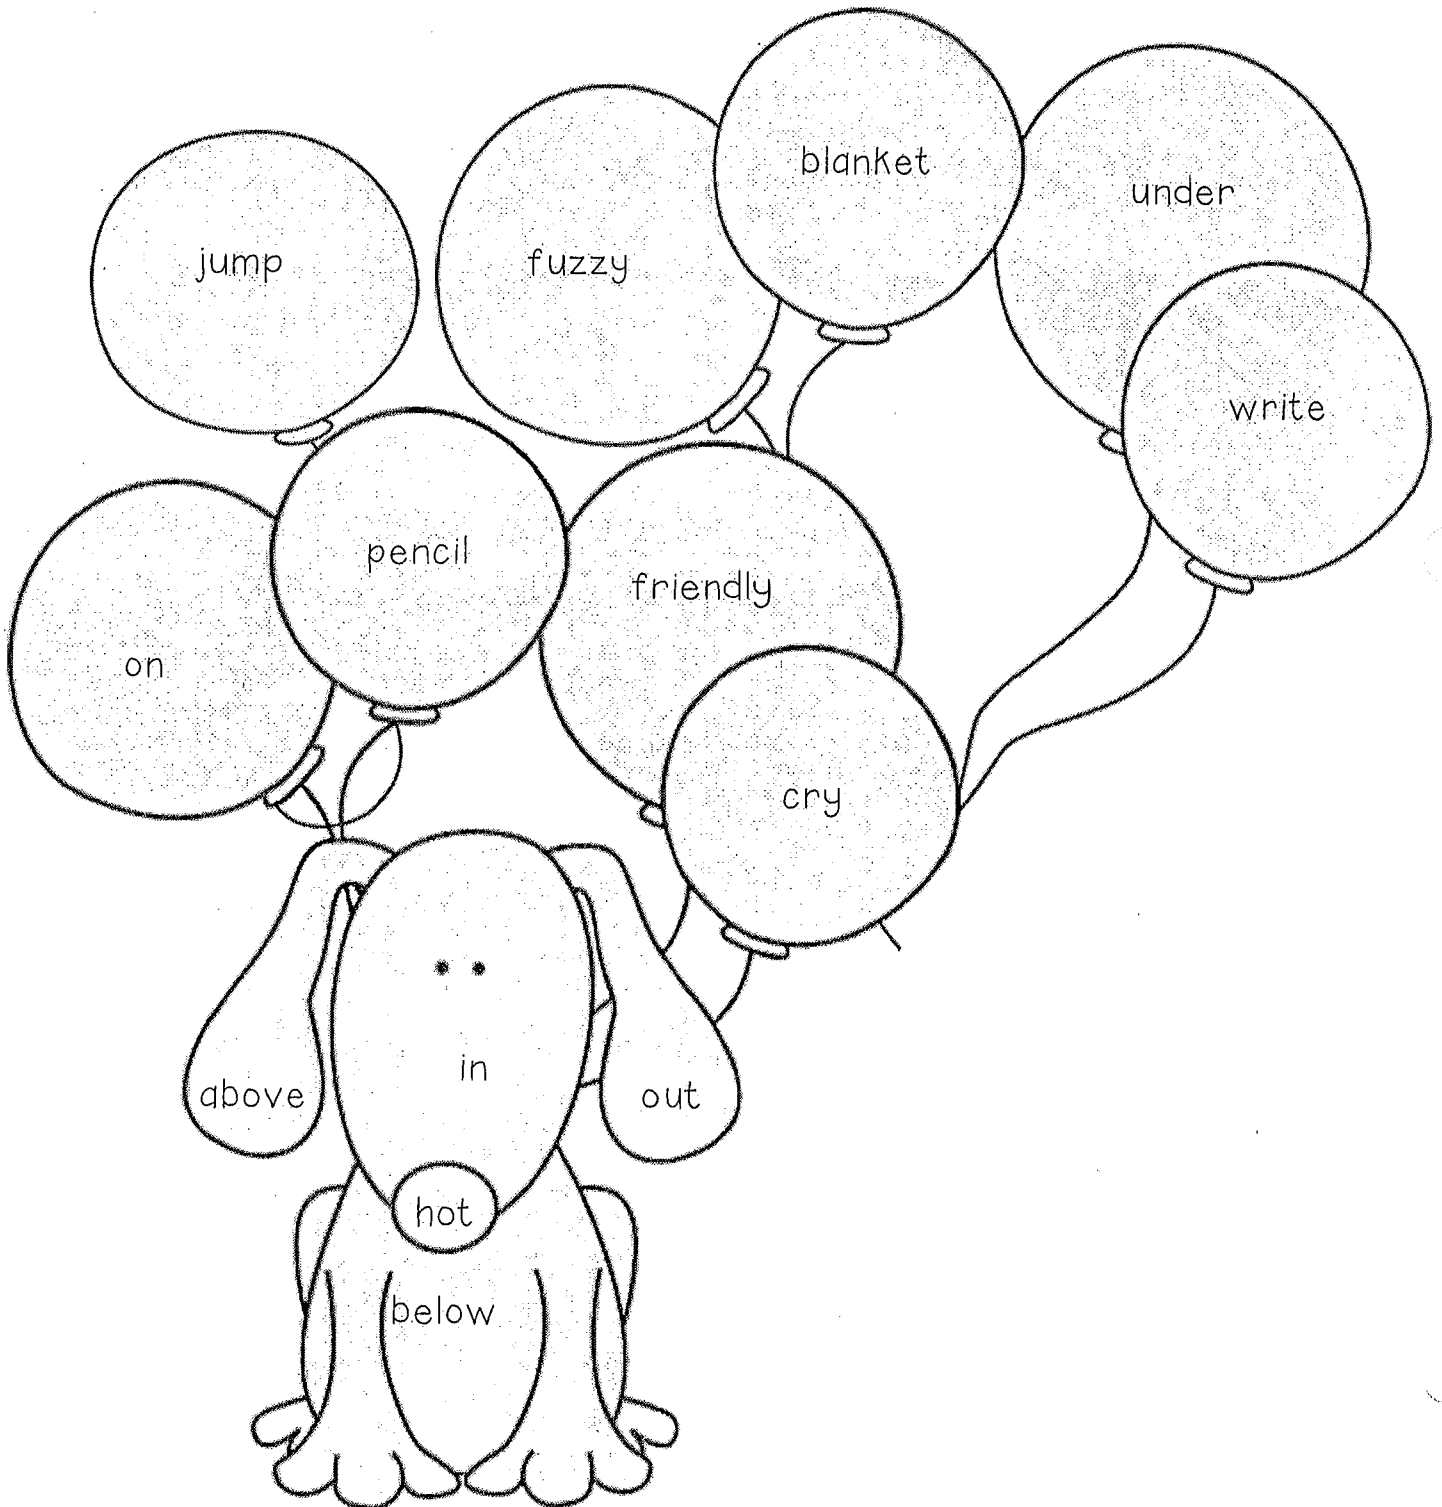 blanket
under
jump
fuzzy
write
pencil
friendly
on
cry
in
above
out
hot
below